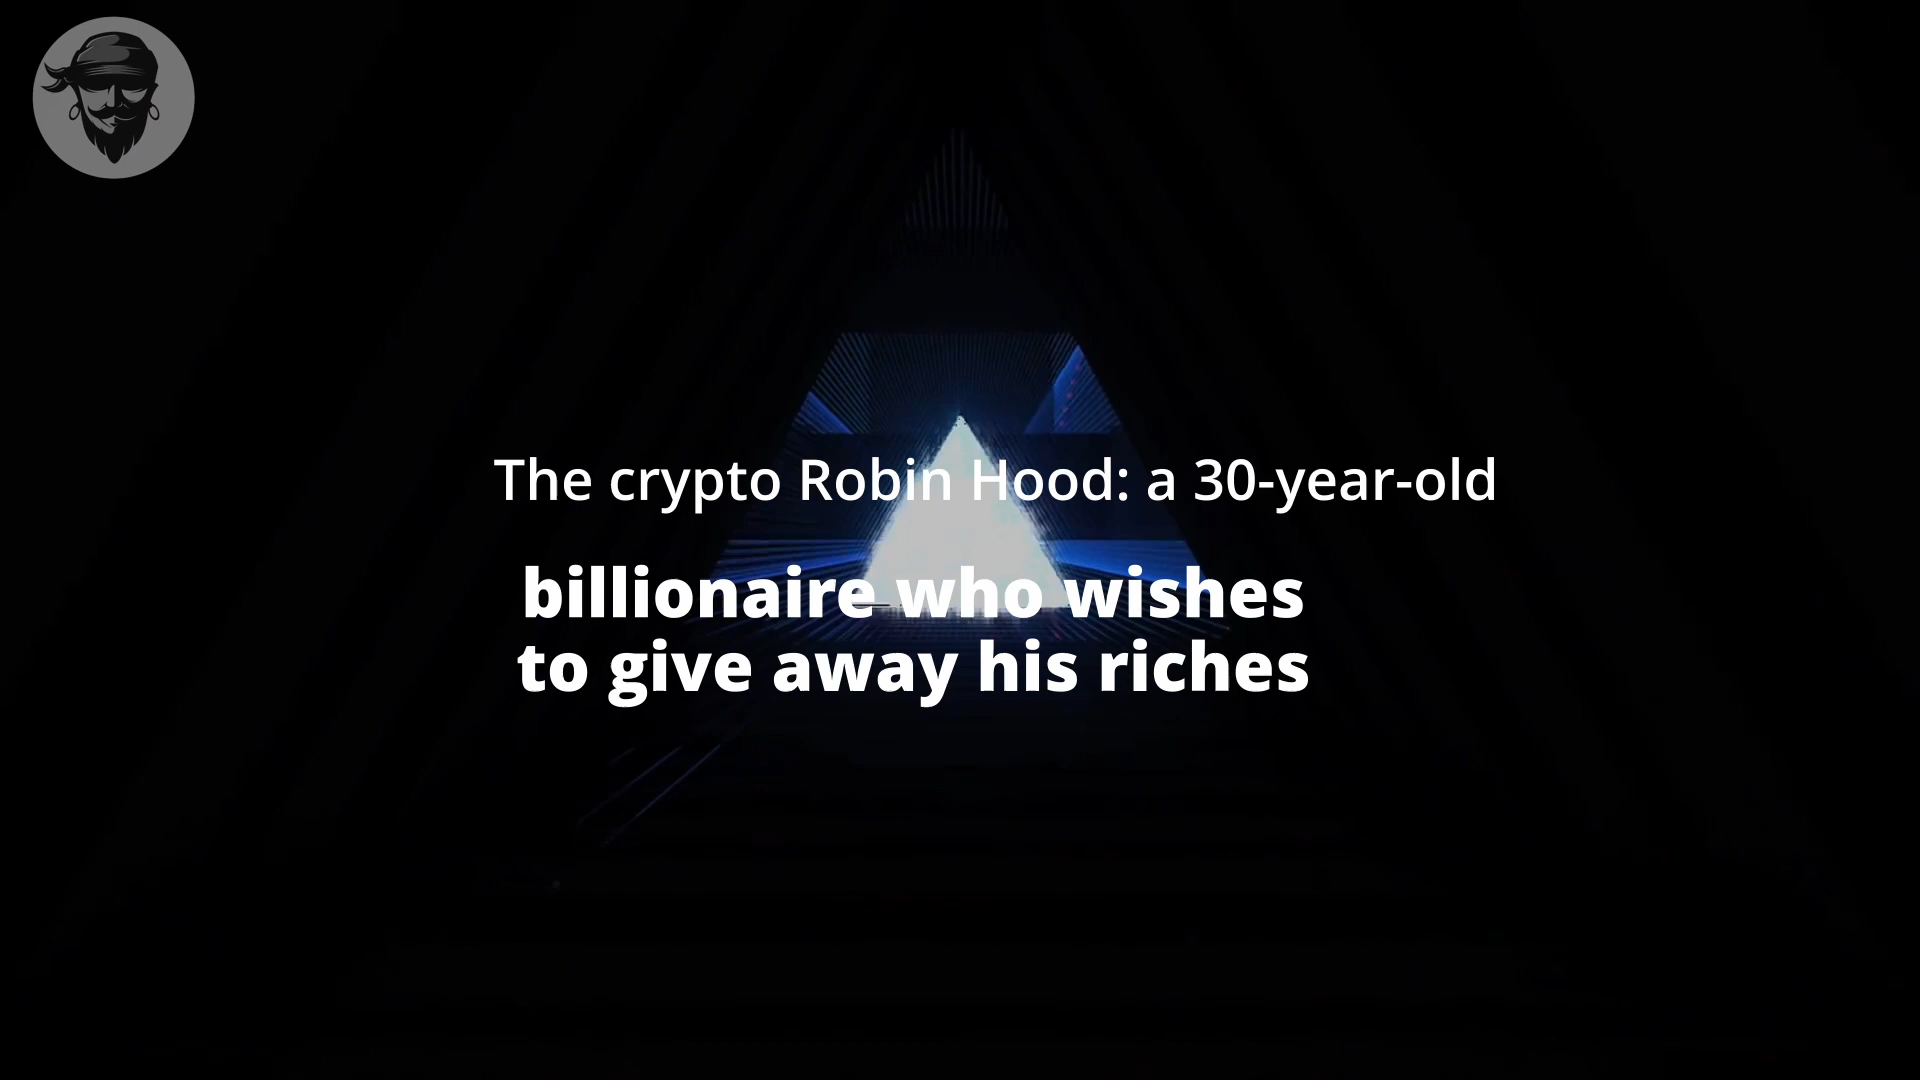 The crypto Robin Hood: a 30-year-old
billionaire who wishes
to give away his riches